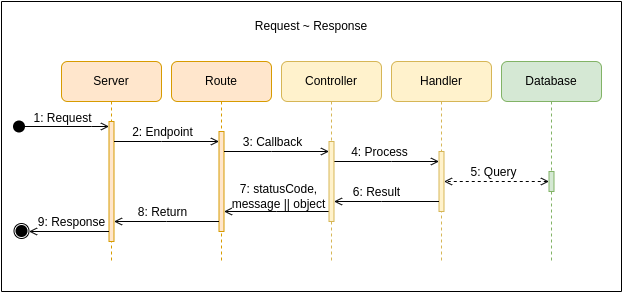 Request ~ Response
Server
Route
Controller
Handler
Database
1: Request
2: Endpoint
3: Callback
4: Process
5: Query
6: Result
7: statusCode,
message || object
8: Return
9: Response